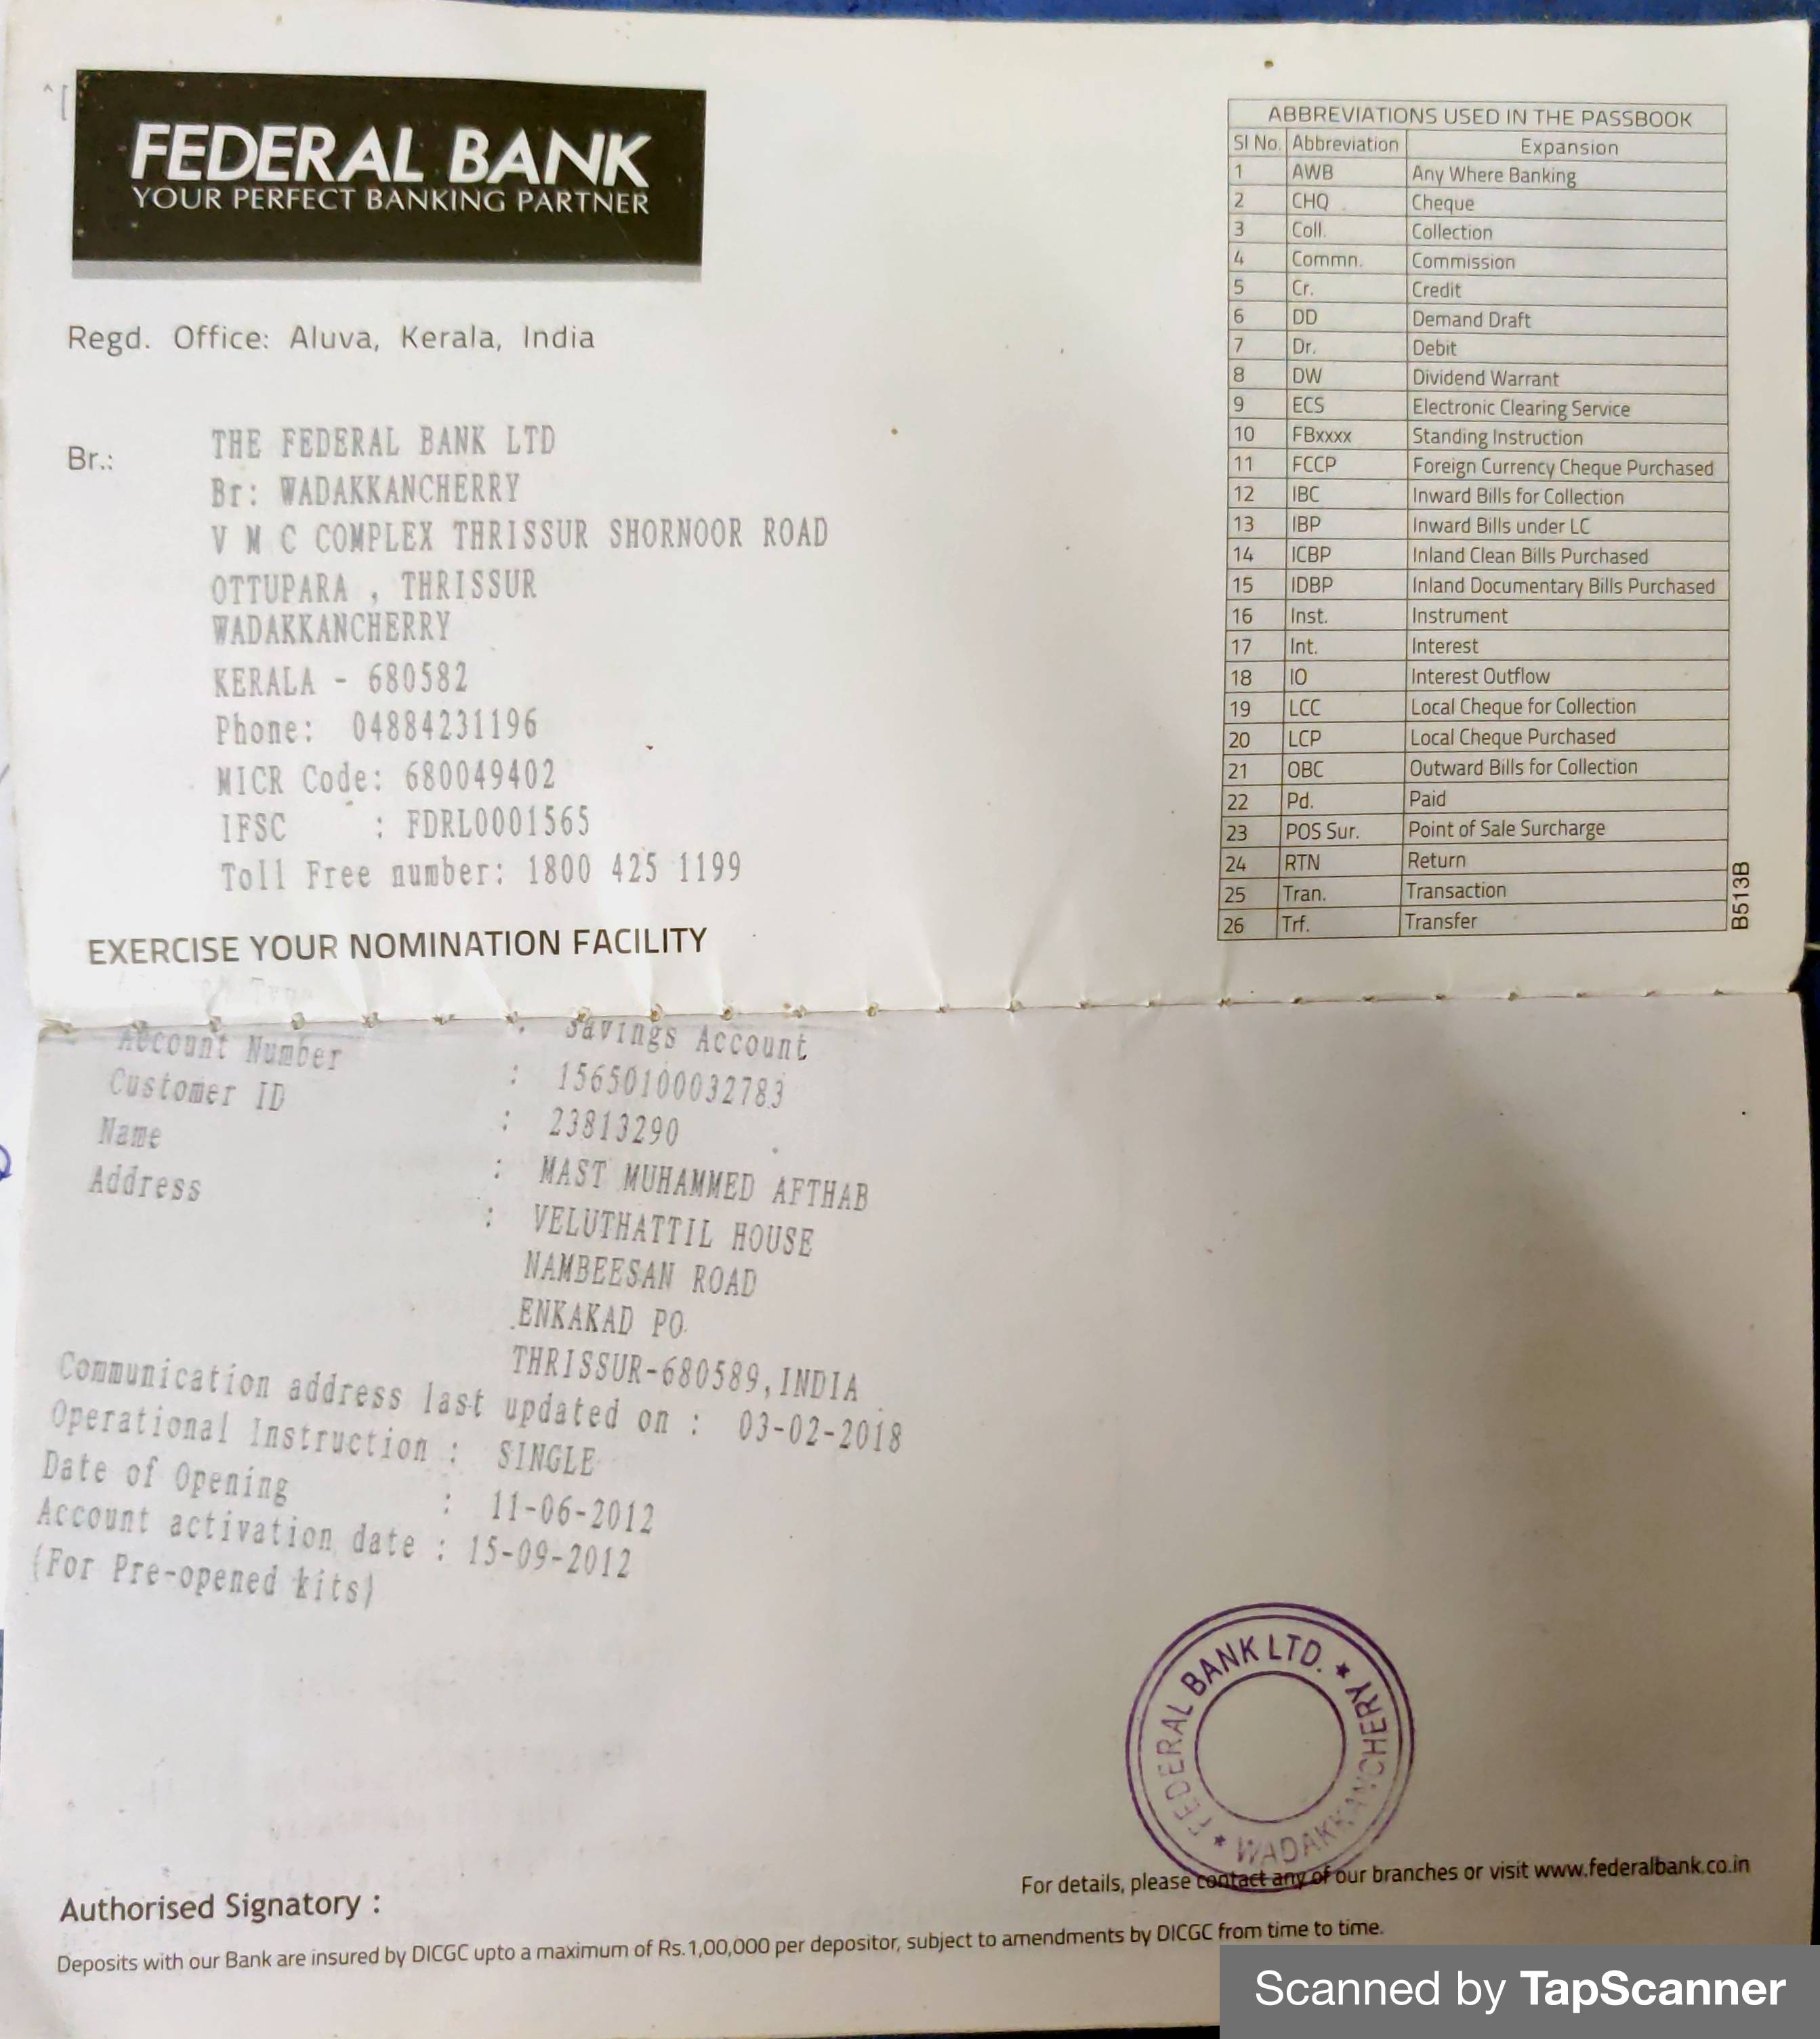 FEDERAL BANK
YOUR PERFECT BANKING PARTNER
Regd. Office: Aluva, Kerala, India
Br.: THE FEDERAL BANK LTD
Br: WADAKKANCHERRY
V M C COMPLEX THRISSUR SHORNOOR ROAD
OTTUPARA , THRISSUR
WADAKKANCHERRY
KERALA - 680582
Phone: 04884231196
MICR Code: 680049402
IFSC : FDRL0001565
Toll Free number: 1800 425 1199
EXERCISE YOUR NOMINATION FACILITY
ABBREVIATIONS USED IN THE PASSBOOK
Sl No. Abbreviation Expansion
1 AWB Any Where Banking
2 CHQ Cheque
3 Coll. Collection
4 Commn. Commission
5 Cr. Credit
6 DD Demand Draft
7 Dr. Debit
8 DW Dividend Warrant
9 ECS Electronic Clearing Service
10 FBxxxx Standing Instruction
11 FCCP Foreign Currency Cheque Purchased
12 IBC Inward Bills for Collection
13 IBP Inward Bills under LC
14 ICBP Inland Clean Bills Purchased
15 IDBP Inland Documentary Bills Purchased
16 Inst. Instrument
17 Int. Interest
18 IO Interest Outflow
19 LCC Local Cheque for Collection
20 LCP Local Cheque Purchased
21 OBC Outward Bills for Collection
22 Pd. Paid
23 POS Sur. Point of Sale Surcharge
24 RTN Return
25 Tran. Transaction
26 Trf. Transfer
B513B
Type : Savings Account
Account Number : 15650100032783
Customer ID : 23813290
Name : MAST MUHAMMED AFTHAB
Address : VELUTHATTIL HOUSE
NAMBEESAN ROAD
ENKAKAD PO
THRISSUR-680589,INDIA
Communication address last updated on : 03-02-2018
Operational Instruction : SINGLE
Date of Opening : 11-06-2012
Account activation date : 15-09-2012
(For Pre-opened kits)
FEDERAL BANK LTD. * WADAKKANCHERY *
For details, please contact any of our branches or visit www.federalbank.co.in
Authorised Signatory :
Deposits with our Bank are insured by DICGC upto a maximum of Rs.1,00,000 per depositor, subject to amendments by DICGC from time to time.
Scanned by TapScanner